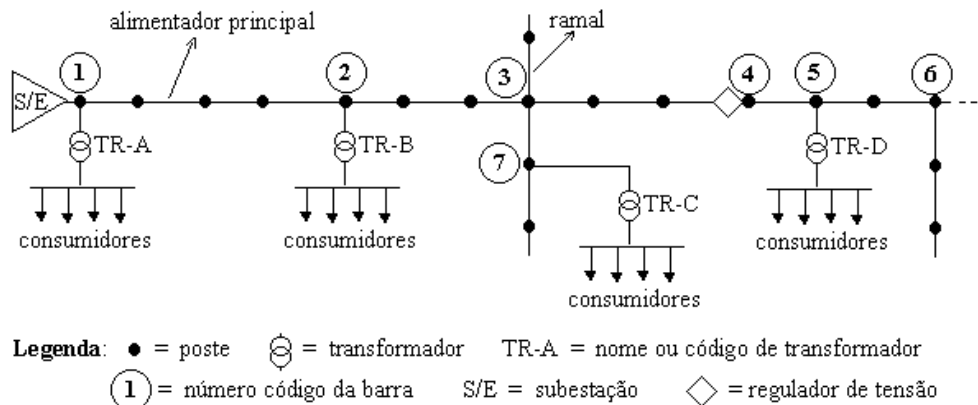 alimentador principal
ramal
1
2
3
4
5
6
S/E
TR-A
TR-B
7
TR-D
TR-C
consumidores
consumidores
consumidores
consumidores
Legenda: = poste = transformador TR-A = nome ou código de transformador
1 = número código da barra S/E = subestação = regulador de tensão